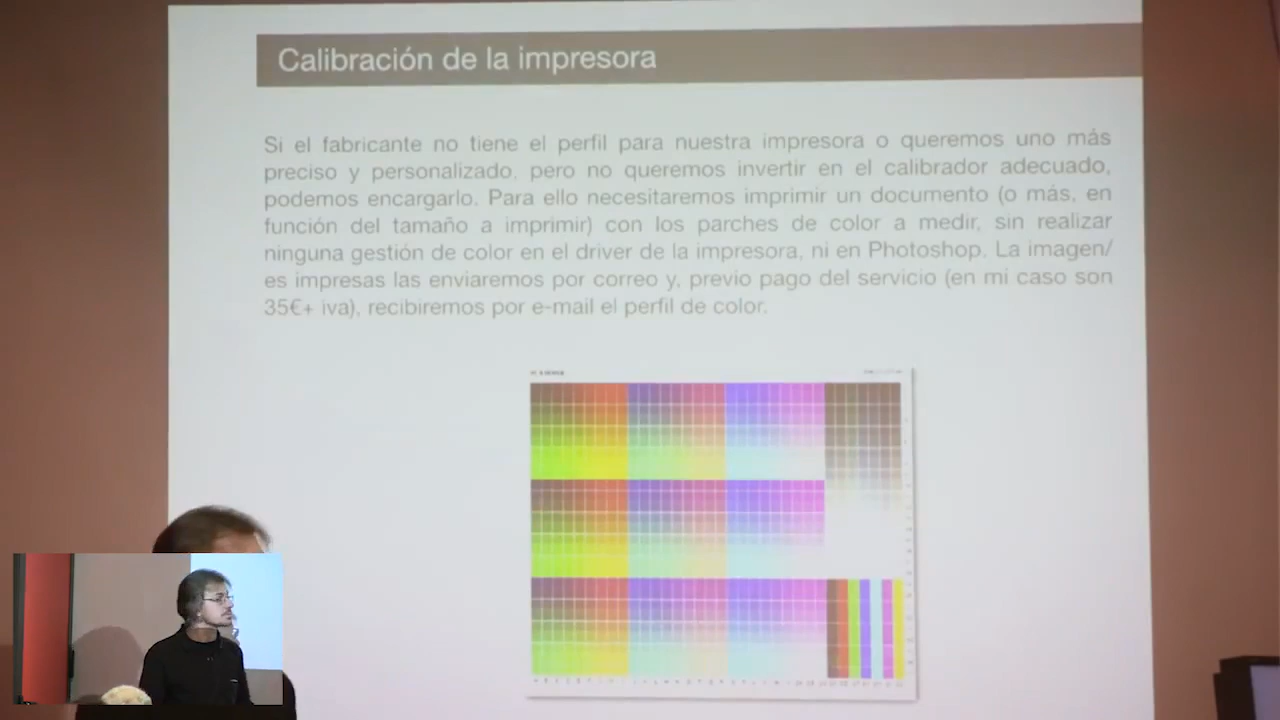 Calibración de la impresora
Si el fabricante no tiene el perfil para nuestra impresora o queremos uno más
preciso y personalizado, pero no queremos invertir en el calibrador adecuado,
podemos encargarlo. Para ello necesitaremos imprimir un documento (o más, en
función del tamaño a imprimir) con los parches de color a medir, sin realizar
ninguna gestión de color en el driver de la impresora, ni en Photoshop. La imagen/
es impresas las enviaremos por correo y, previo pago del servicio (en mi caso son
35€+ iva), recibiremos por e-mail el perfil de color.